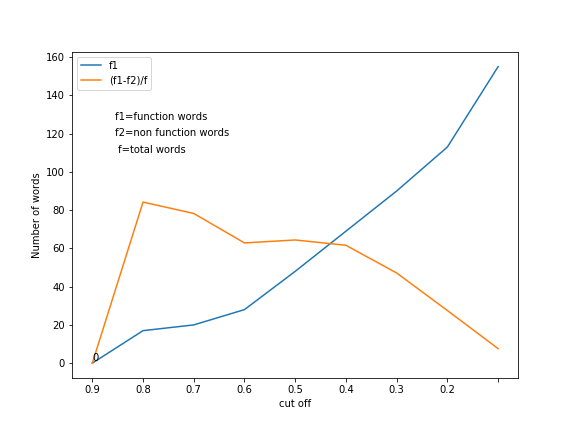 160
140
120
100
80
60
40
20
0
Number of words
f1
(f1-f2)/f
f1=function words
f2=non function words
f=total words
0
0.9 0.8 0.7 0.6 0.5 0.4 0.3 0.2
cut off